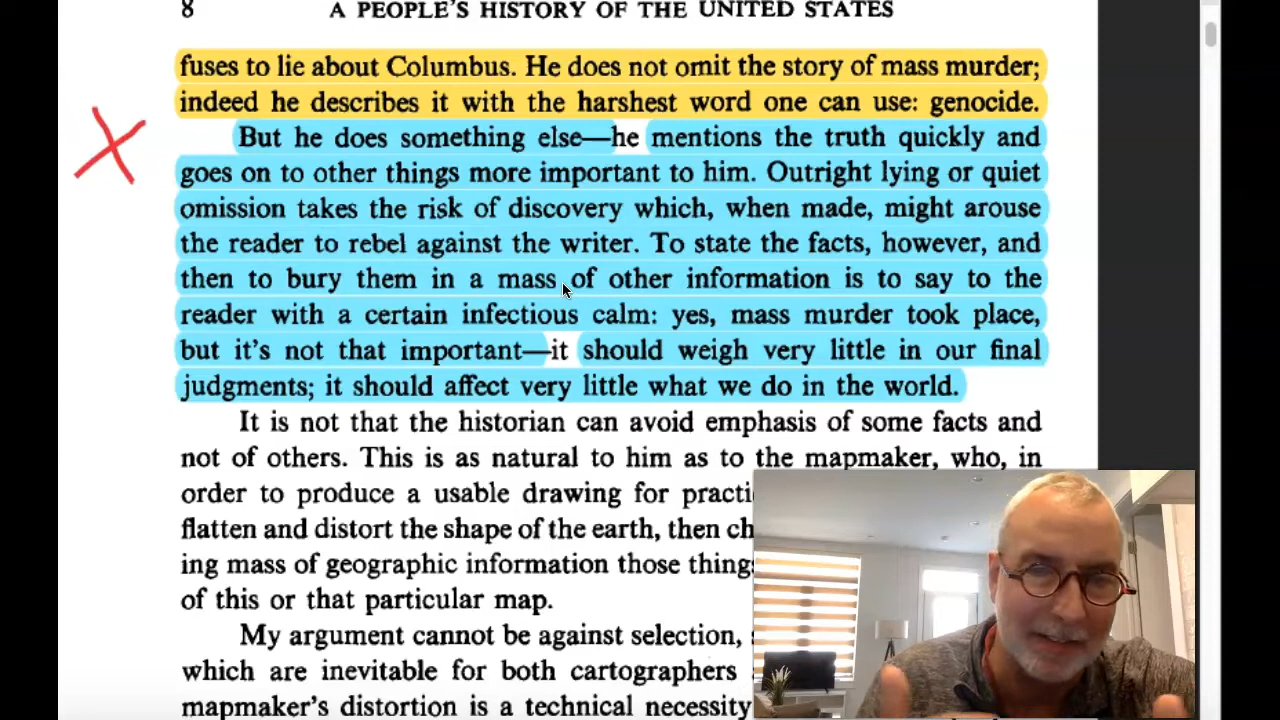 8 A PEOPLE'S HISTORY OF THE UNITED STATES
fuses to lie about Columbus. He does not omit the story of mass murder;
indeed he describes it with the harshest word one can use: genocide.
But he does something else—he mentions the truth quickly and
goes on to other things more important to him. Outright lying or quiet
omission takes the risk of discovery which, when made, might arouse
the reader to rebel against the writer. To state the facts, however, and
then to bury them in a mass of other information is to say to the
reader with a certain infectious calm: yes, mass murder took place,
but it's not that important—it should weigh very little in our final
judgments; it should affect very little what we do in the world.
It is not that the historian can avoid emphasis of some facts and
not of others. This is as natural to him as to the mapmaker, who, in
order to produce a usable drawing for
flatten and distort the shape of the earth, then
ing mass of geographic information those
of this or that particular map.
My argument cannot be against selection,
which are inevitable for both cartographers
mapmaker's distortion is a technical necessity